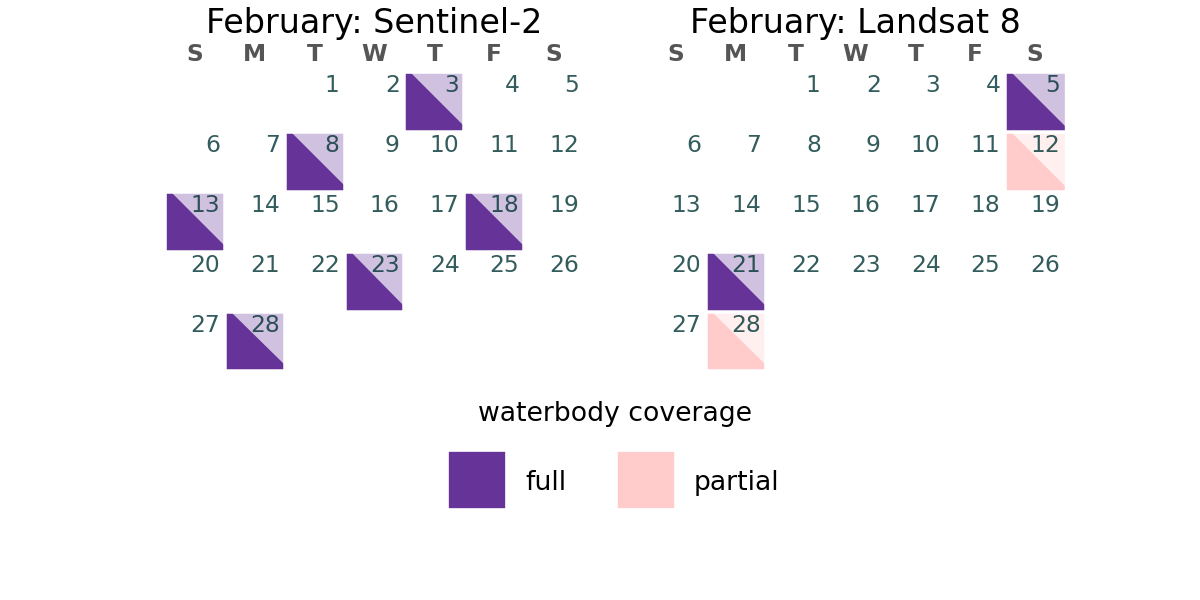 February: Sentinel-2
S M T W T F S
1 2 3 4 5
6 7 8 9 10 11 12
13 14 15 16 17 18 19
20 21 22 23 24 25 26
27 28
February: Landsat 8
S M T W T F S
1 2 3 4 5
6 7 8 9 10 11 12
13 14 15 16 17 18 19
20 21 22 23 24 25 26
27 28
waterbody coverage
full
partial